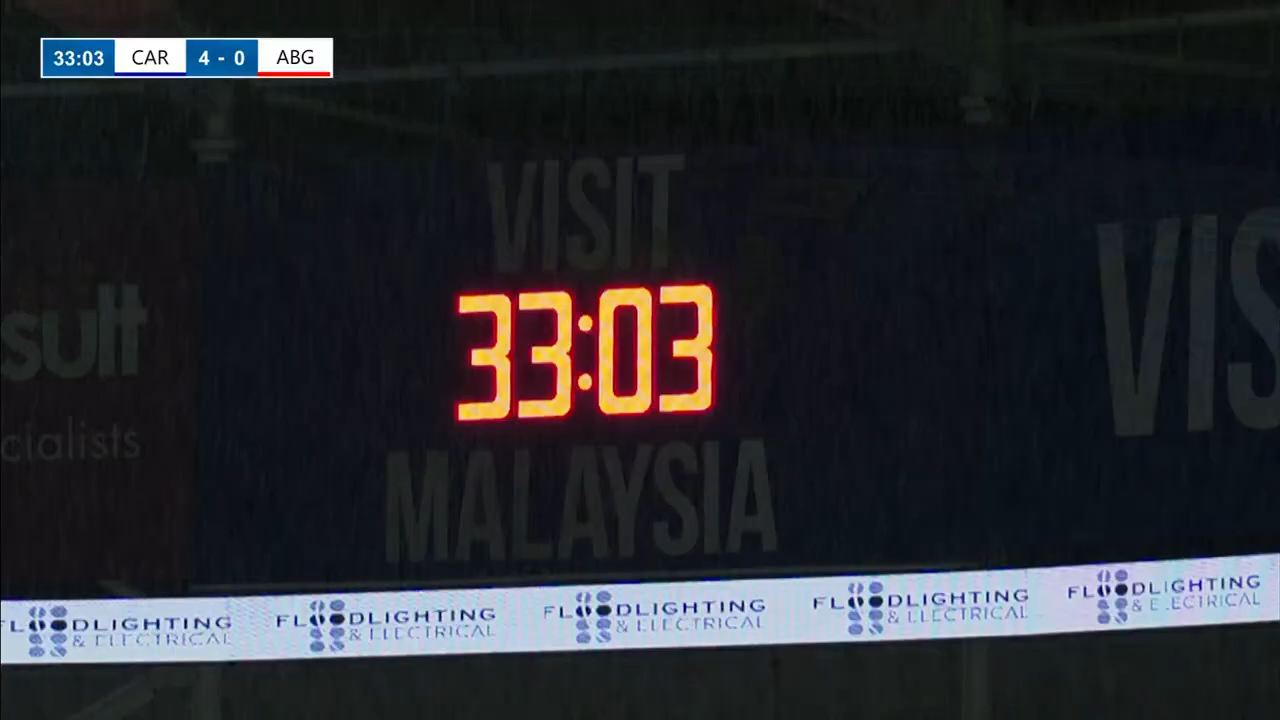 33:03 CAR 4 - 0 ABG
VISIT
33:03
MALAYSIA
VIS
sult
cialists
FLOODLIGHTING & ELECTRICAL
FLOODLIGHTING & ELECTRICAL
FLOODLIGHTING & ELECTRICAL
FLOODLIGHTING & ELECTRICAL
FLOODLIGHTING & ELECTRICAL